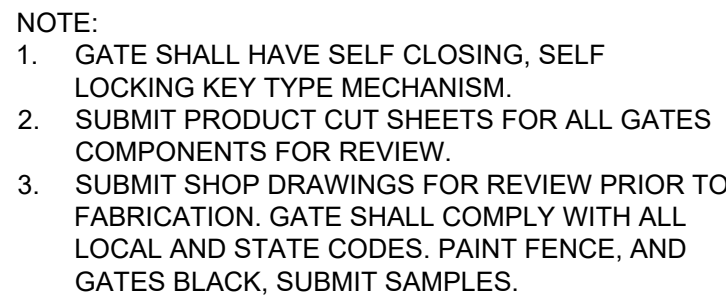 NOTE:
1. GATE SHALL HAVE SELF CLOSING, SELF
LOCKING KEY TYPE MECHANISM.
2. SUBMIT PRODUCT CUT SHEETS FOR ALL GATES
COMPONENTS FOR REVIEW.
3. SUBMIT SHOP DRAWINGS FOR REVIEW PRIOR TO
FABRICATION. GATE SHALL COMPLY WITH ALL
LOCAL AND STATE CODES. PAINT FENCE, AND
GATES BLACK, SUBMIT SAMPLES.